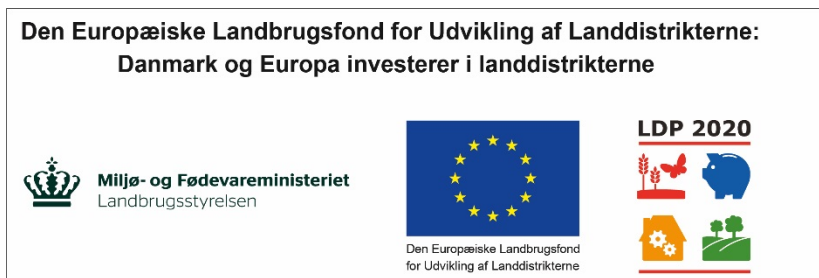 Den Europæiske Landbrugsfond for Udvikling af Landdistrikterne:
Danmark og Europa investerer i landdistrikterne
LDP 2020
Miljø- og Fødevareministeriet
Landbrugsstyrelsen
Den Europæiske Landbrugsfond
for Udvikling af Landdistrikterne